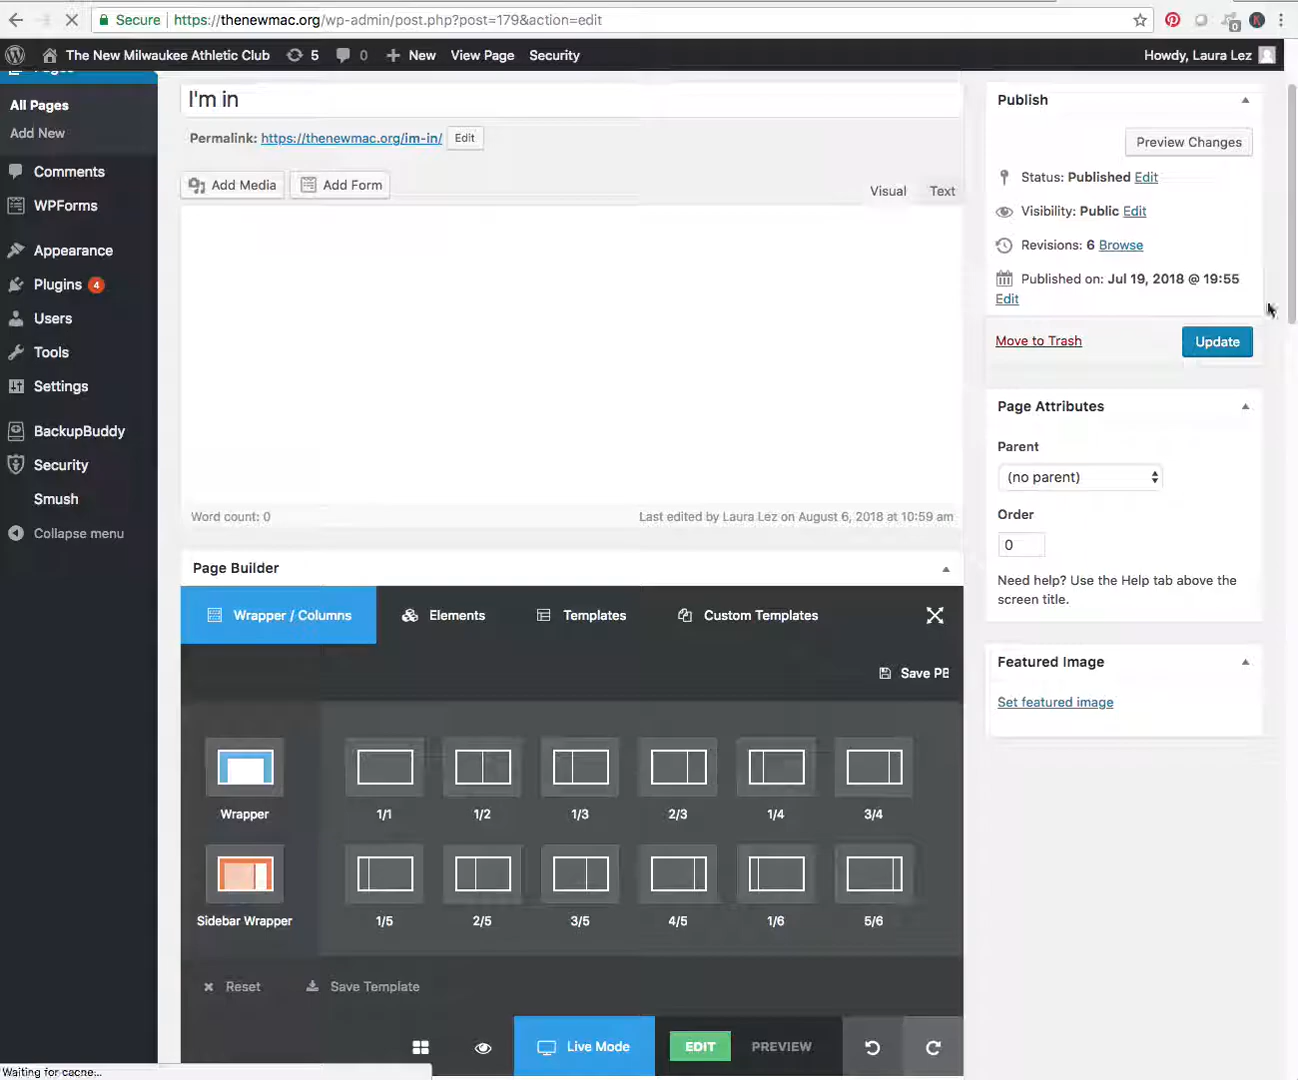 Secure https://thenewmac.org/wp-admin/post.php?post=179&action=edit
0
K
The New Milwaukee Athletic Club 5 0 New View Page Security Howdy, Laura Lez
Pages
All Pages
Add New
Comments
WPForms
Appearance
Plugins 4
Users
Tools
Settings
BackupBuddy
Security
Smush
Collapse menu
I'm in
Permalink: https://thenewmac.org/im-in/ Edit
Add Media Add Form Visual Text
Word count: 0 Last edited by Laura Lez on August 6, 2018 at 10:59 am
Page Builder
Wrapper / Columns Elements Templates Custom Templates
Save PB
Wrapper 1/1 1/2 1/3 2/3 1/4 3/4
Sidebar Wrapper 1/5 2/5 3/5 4/5 1/6 5/6
Reset Save Template
Live Mode EDIT PREVIEW
Publish
Preview Changes
Status: Published Edit
Visibility: Public Edit
Revisions: 6 Browse
Published on: Jul 19, 2018 @ 19:55
Edit
Move to Trash Update
Page Attributes
Parent
(no parent)
Order
0
Need help? Use the Help tab above the
screen title.
Featured Image
Set featured image
Waiting for cache...